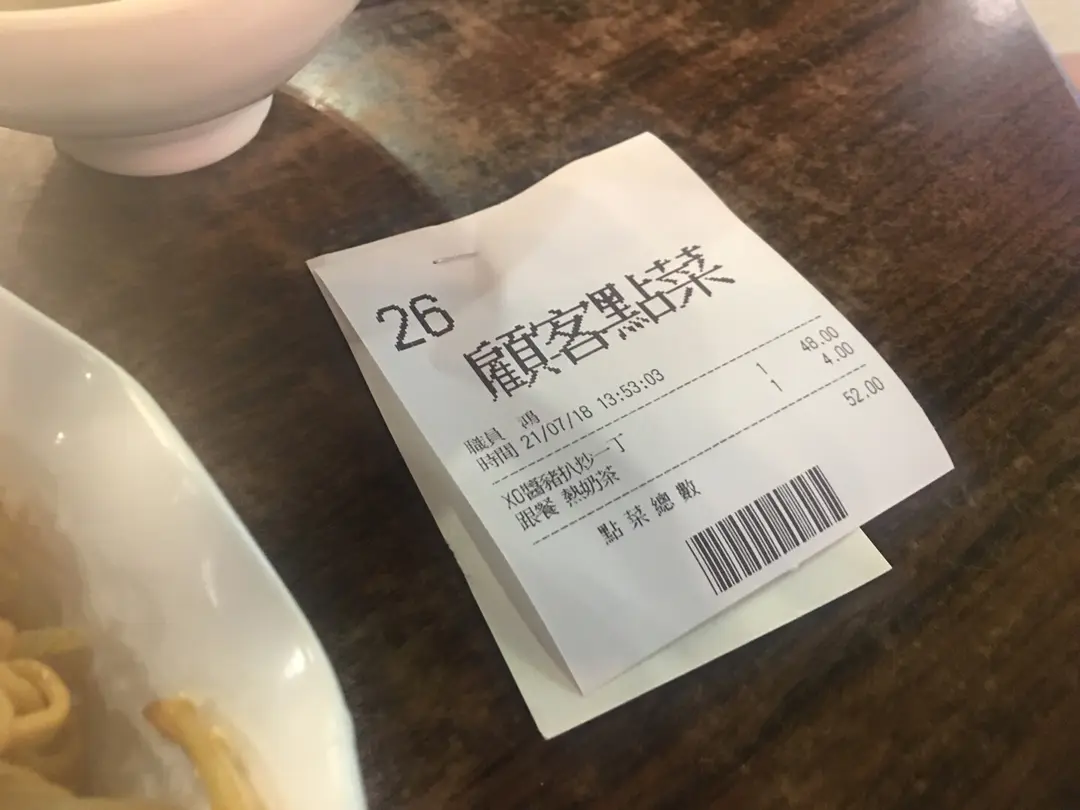 26 顧客點菜
職員 鴻
時間 21/07/18 13:53:03
XO醬豬扒炒一丁 1 48.00
跟餐 熱奶茶 1 4.00
點菜總數 52.00